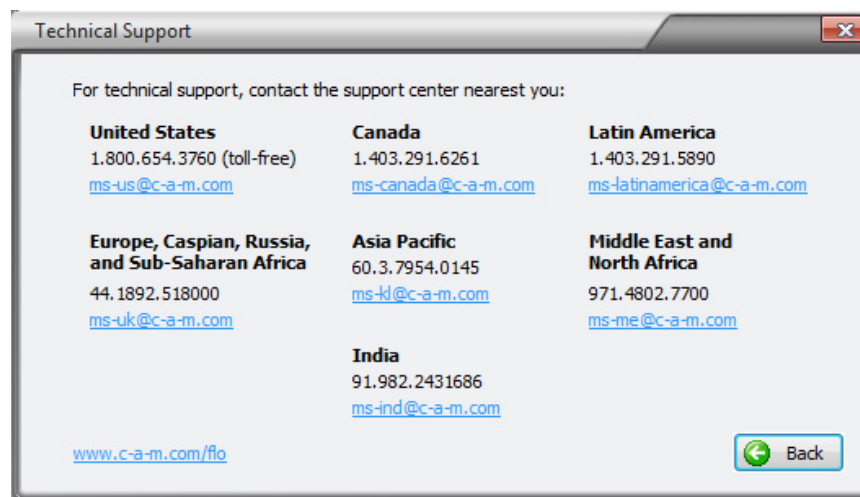 Technical Support
For technical support, contact the support center nearest you:
United States
1.800.654.3760 (toll-free)
ms-us@c-a-m.com
Canada
1.403.291.6261
ms-canada@c-a-m.com
Latin America
1.403.291.5890
ms-latinamerica@c-a-m.com
Europe, Caspian, Russia,
and Sub-Saharan Africa
44.1892.518000
ms-uk@c-a-m.com
Asia Pacific
60.3.7954.0145
ms-kl@c-a-m.com
Middle East and
North Africa
971.4802.7700
ms-me@c-a-m.com
India
91.982.2431686
ms-ind@c-a-m.com
www.c-a-m.com/flo
Back